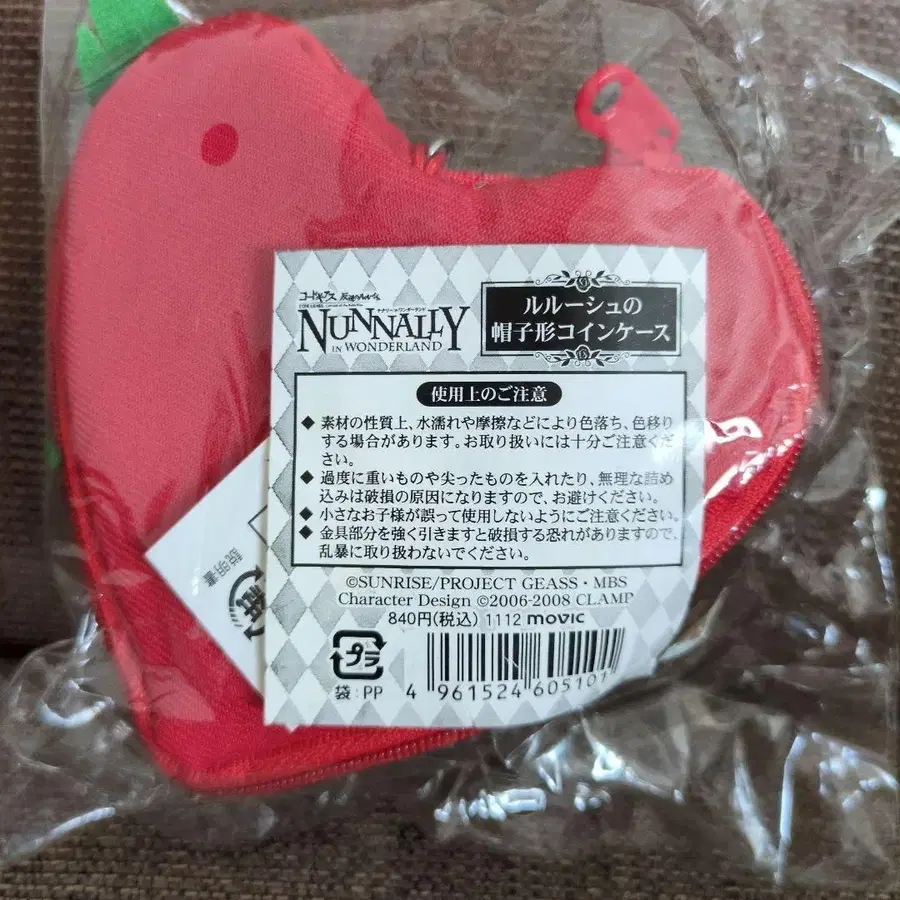 コードギアス 反逆のルルーシュ
ナナリー in ワンダーランド
NUNNALLY
IN WONDERLAND
ルルーシュの
帽子形コインケース
使用上のご注意
◆ 素材の性質上、水濡れや摩擦などにより色落ち、色移り
する場合があります。お取り扱いには十分ご注意くださ
い。
◆ 過度に重いものや尖ったものを入れたり、無理な詰め
込みは破損の原因になりますので、お避けください。
◆ 小さなお子様が誤って使用しないようにご注意ください。
◆ 金具部分を強く引きますと破損する恐れがありますので、
乱暴に取り扱わないでください。
©SUNRISE/PROJECT GEASS・MBS
Character Design ©2006-2008 CLAMP
840円(税込) 1112 movic
プラ
袋:PP
4 961524 605101
説明書
紙